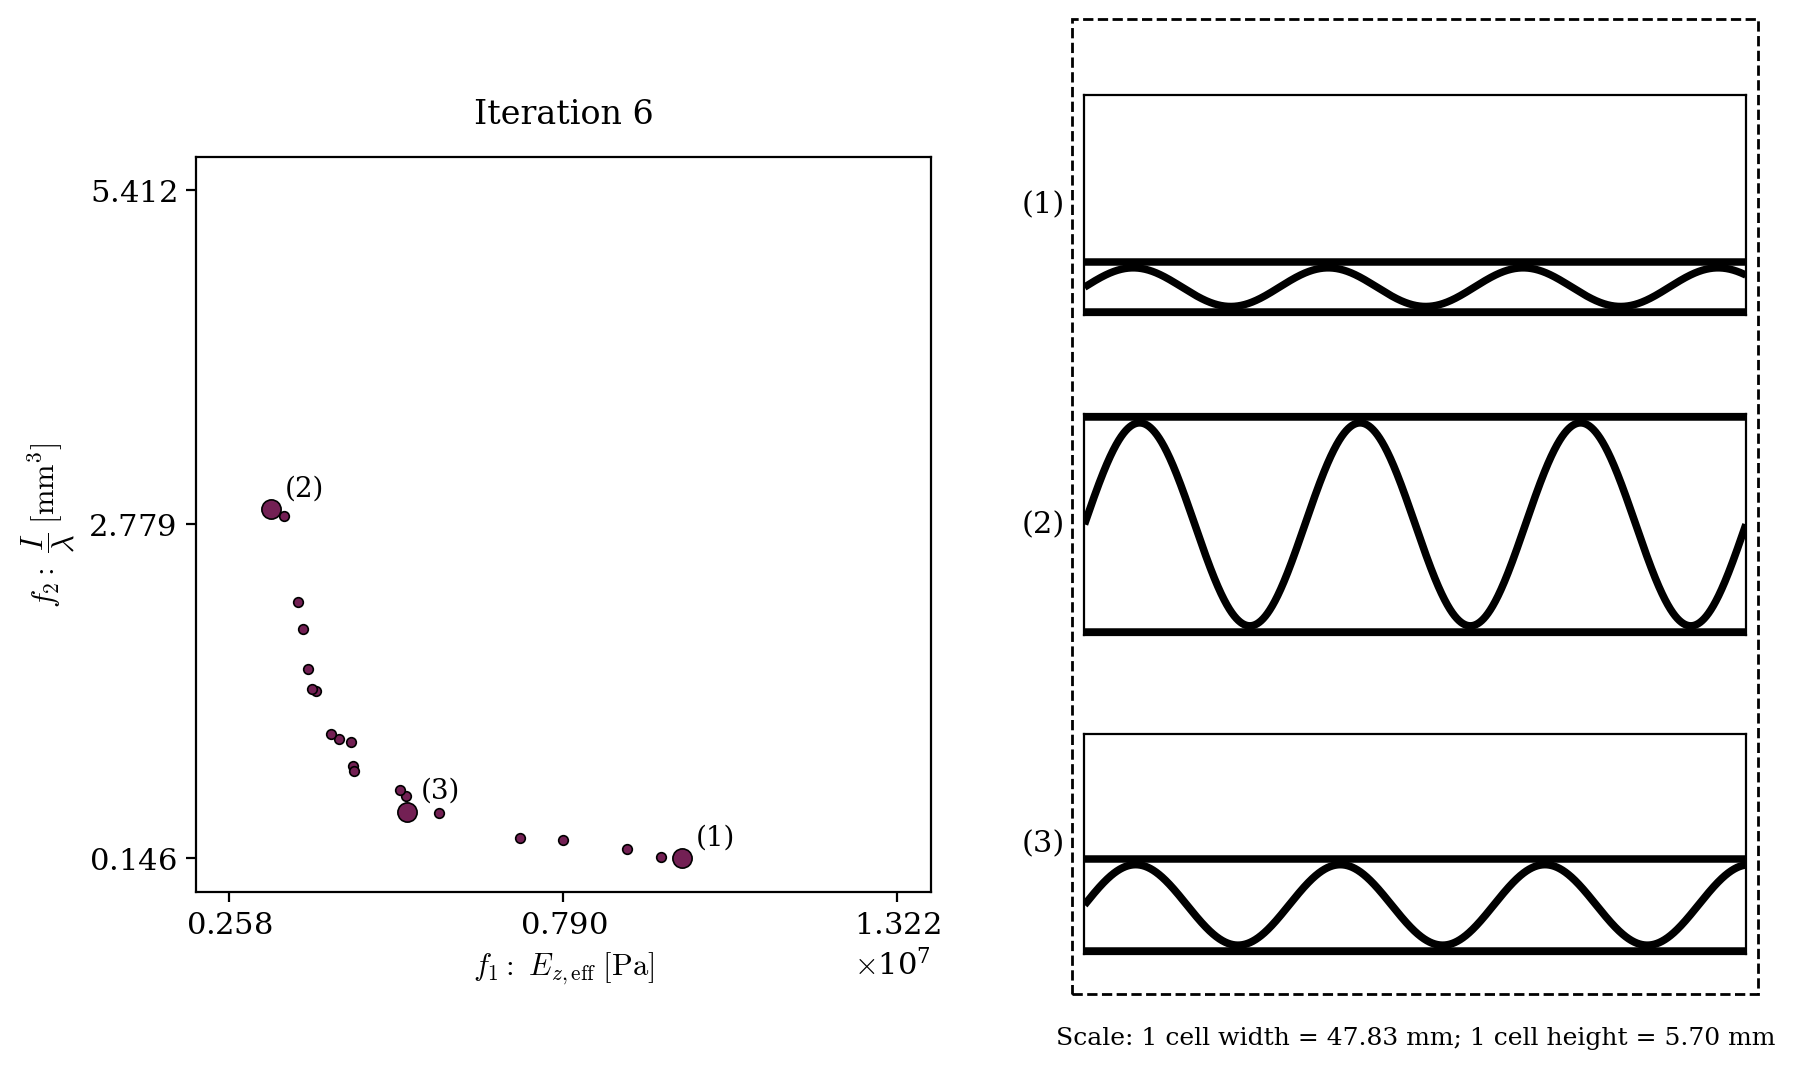 Iteration 6
5.412
2.779
0.146
f₂ : I/λ [mm³]
(2)
(3)
(1)
0.258 0.790 1.322
×10⁷
f₁ : E_{z,eff} [Pa]
(1)
(2)
(3)
Scale: 1 cell width = 47.83 mm; 1 cell height = 5.70 mm